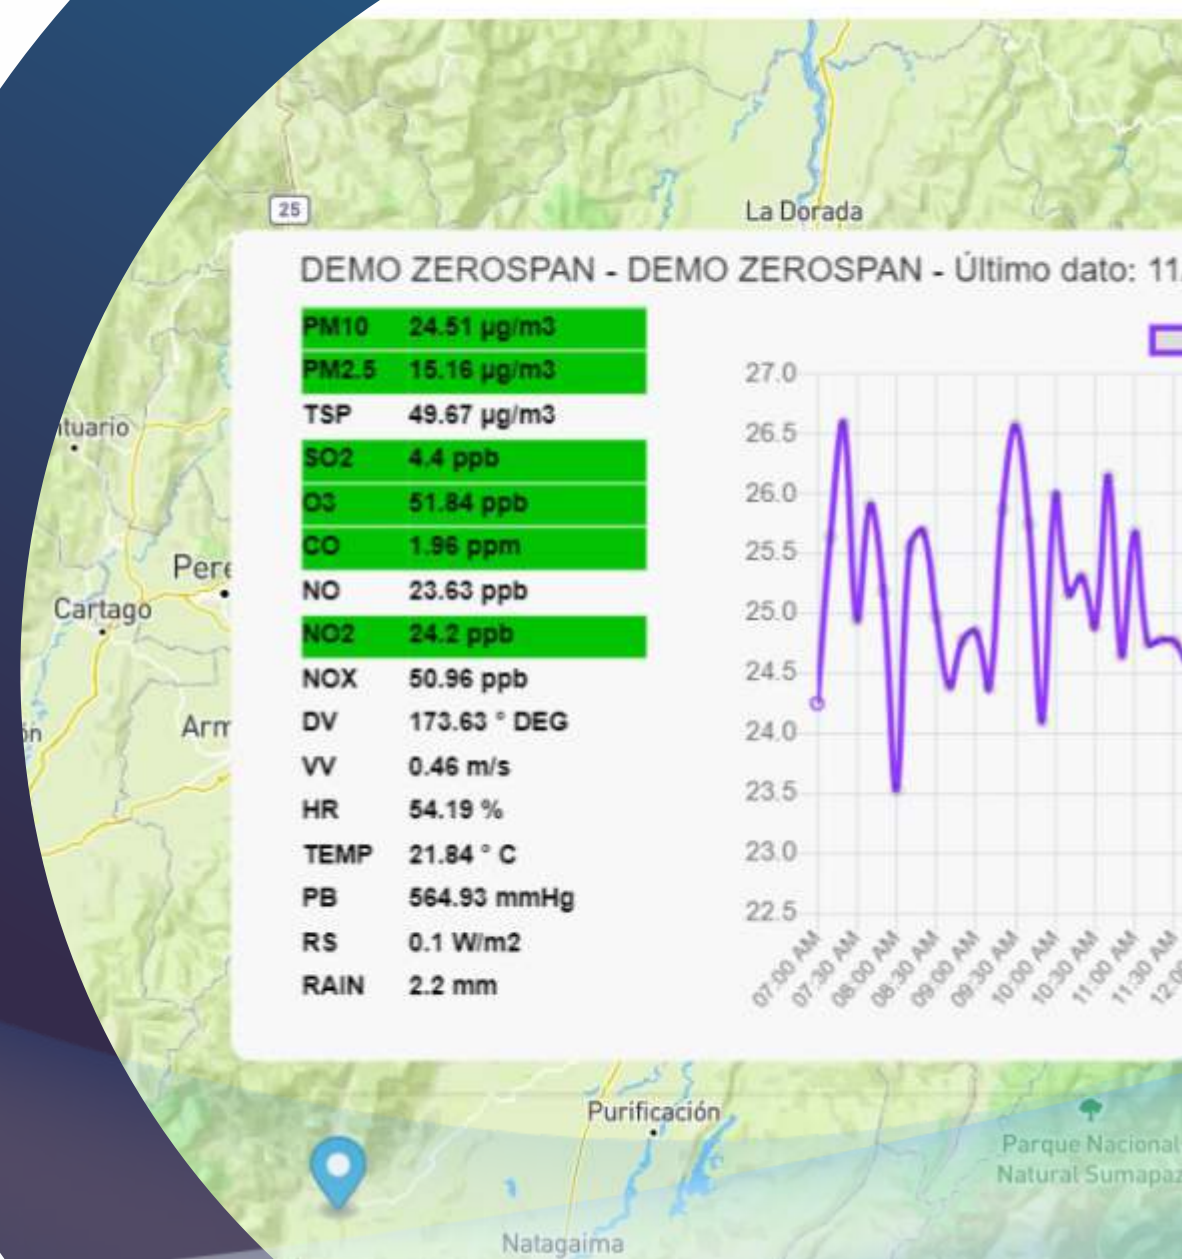 La Dorada
25
DEMO ZEROSPAN - DEMO ZEROSPAN - Último dato: 11
PM10 24.51 µg/m3
PM2.5 15.16 µg/m3
TSP 49.67 µg/m3
SO2 4.4 ppb
O3 51.84 ppb
CO 1.96 ppm
NO 23.63 ppb
NO2 24.2 ppb
NOX 50.96 ppb
DV 173.63 ° DEG
VV 0.46 m/s
HR 54.19 %
TEMP 21.84 ° C
PB 564.93 mmHg
RS 0.1 W/m2
RAIN 2.2 mm
27.0
26.5
26.0
25.5
25.0
24.5
24.0
23.5
23.0
22.5
07:00 AM
07:30 AM
08:00 AM
08:30 AM
09:00 AM
09:30 AM
10:00 AM
10:30 AM
11:00 AM
11:30 AM
12:0
tuario
Pere
Cartago
Arm
ón
Purificación
Parque Nacional
Natural Sumapaz
Natagaima